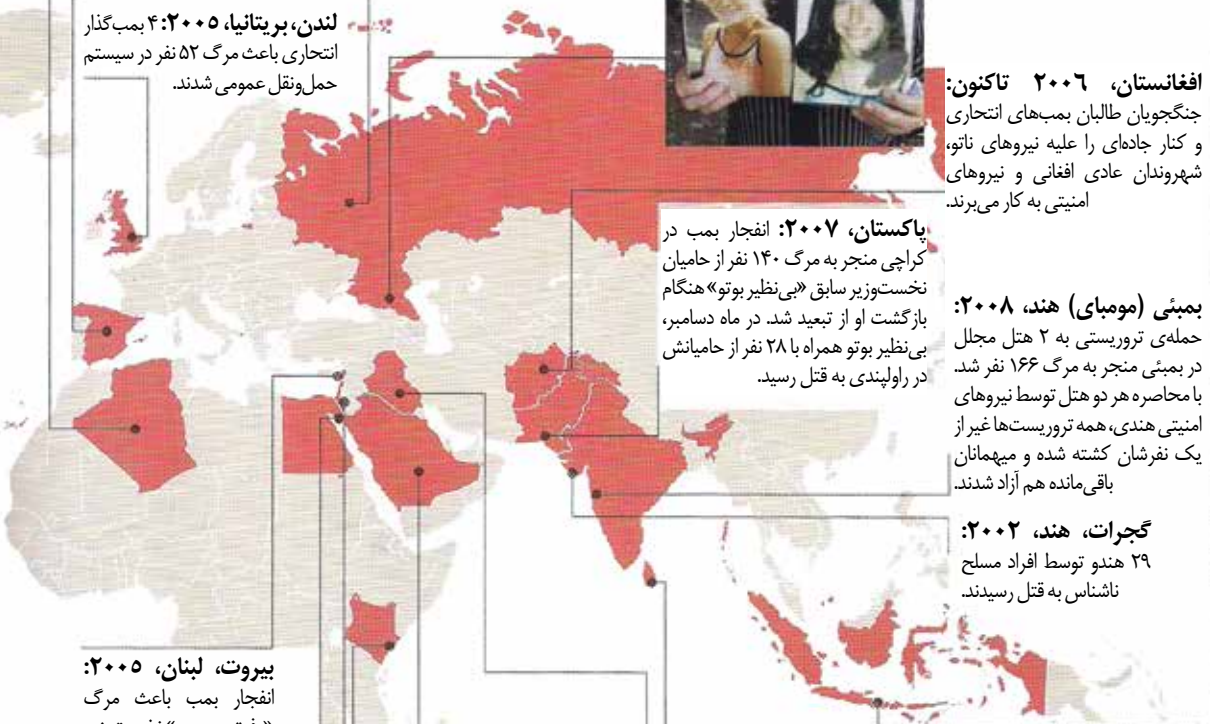 لندن، بریتانیا، ۲۰۰۵: ۴ بمب‌گذار
انتحاری باعث مرگ ۵۲ نفر در سیستم
حمل‌ونقل عمومی شدند.
افغانستان، ۲۰۰۶ تاکنون:
جنگجویان طالبان بمب‌های انتحاری
و کنار جاده‌ای را علیه نیروهای ناتو،
شهروندان عادی افغانی و نیروهای
امنیتی به کار می‌برند.
پاکستان، ۲۰۰۷: انفجار بمب در
کراچی منجر به مرگ ۱۴۰ نفر از حامیان
نخست‌وزیر سابق «بی‌نظیر بوتو» هنگام
بازگشت او از تبعید شد. در ماه دسامبر،
بی‌نظیر بوتو همراه با ۲۸ نفر از حامیانش
در راولپندی به قتل رسید.
بمبئی (مومبای) هند، ۲۰۰۸:
حمله‌ی تروریستی به ۲ هتل مجلل
در بمبئی منجر به مرگ ۱۶۶ نفر شد.
با محاصره هر دو هتل توسط نیروهای
امنیتی هندی، همه تروریست‌ها غیر از
یک نفرشان کشته شده و میهمانان
باقی‌مانده هم آزاد شدند.
گجرات، هند، ۲۰۰۲:
۲۹ هندو توسط افراد مسلح
ناشناس به قتل رسیدند.
بیروت، لبنان، ۲۰۰۵:
انفجار بمب باعث مرگ